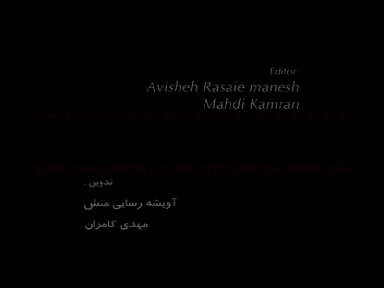 Editor:
Avisheh Rasaie manesh
Mahdi Kamran
تدوین :
آویشه رسایی منش
مهدی کامران